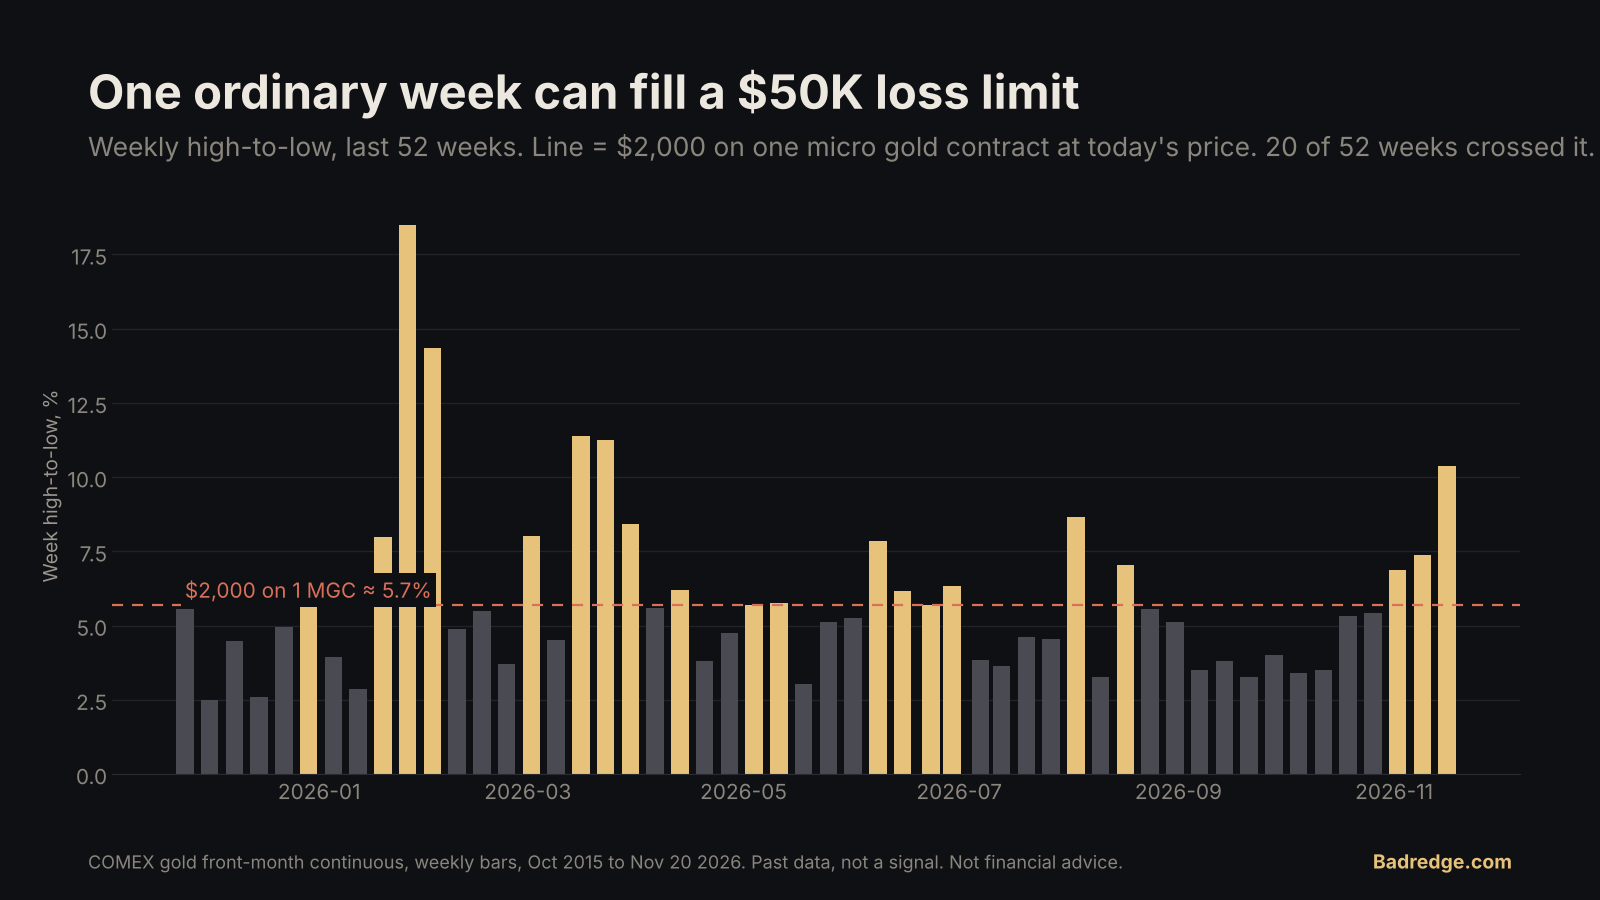 One ordinary week can fill a $50K loss limit
Weekly high-to-low, last 52 weeks. Line = $2,000 on one micro gold contract at today's price. 20 of 52 weeks crossed it.
Week high-to-low, %
17.5
15.0
12.5
10.0
7.5
5.0
2.5
0.0
$2,000 on 1 MGC ≈ 5.7%
2026-01
2026-03
2026-05
2026-07
2026-09
2026-11
COMEX gold front-month continuous, weekly bars, Oct 2015 to Nov 20 2026. Past data, not a signal. Not financial advice.
Badredge.com